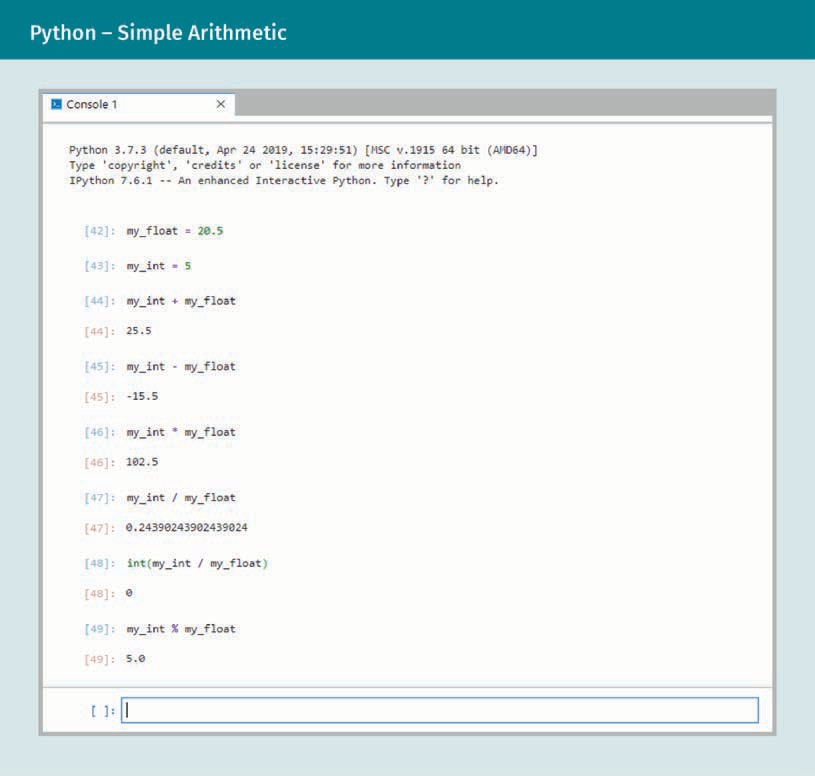 Python – Simple Arithmetic
Console 1
Python 3.7.3 (default, Apr 24 2019, 15:29:51) [MSC v.1915 64 bit (AMD64)]
Type 'copyright', 'credits' or 'license' for more information
IPython 7.6.1 -- An enhanced Interactive Python. Type '?' for help.
[42]: my_float = 20.5
[43]: my_int = 5
[44]: my_int + my_float
[44]: 25.5
[45]: my_int - my_float
[45]: -15.5
[46]: my_int * my_float
[46]: 102.5
[47]: my_int / my_float
[47]: 0.24390243902439024
[48]: int(my_int / my_float)
[48]: 0
[49]: my_int % my_float
[49]: 5.0
[ ]: